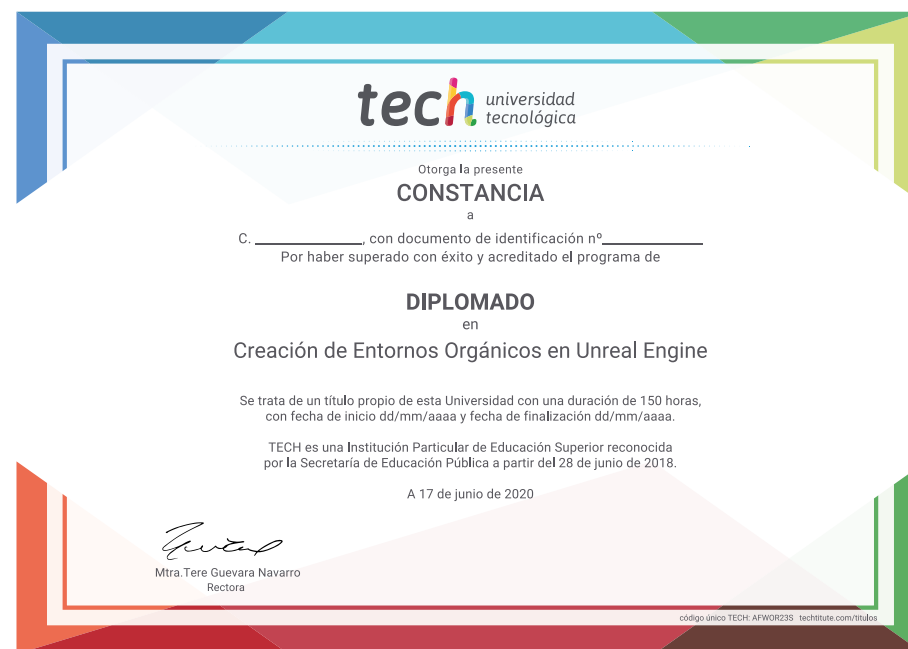 tech universidad
tecnológica
Otorga la presente
CONSTANCIA
a
C. ____________, con documento de identificación nº____________
Por haber superado con éxito y acreditado el programa de
DIPLOMADO
en
Creación de Entornos Orgánicos en Unreal Engine
Se trata de un título propio de esta Universidad con una duración de 150 horas,
con fecha de inicio dd/mm/aaaa y fecha de finalización dd/mm/aaaa.
TECH es una Institución Particular de Educación Superior reconocida
por la Secretaría de Educación Pública a partir del 28 de junio de 2018.
A 17 de junio de 2020
Mtra.Tere Guevara Navarro
Rectora
código único TECH: AFWOR23S techtitute.com/titulos